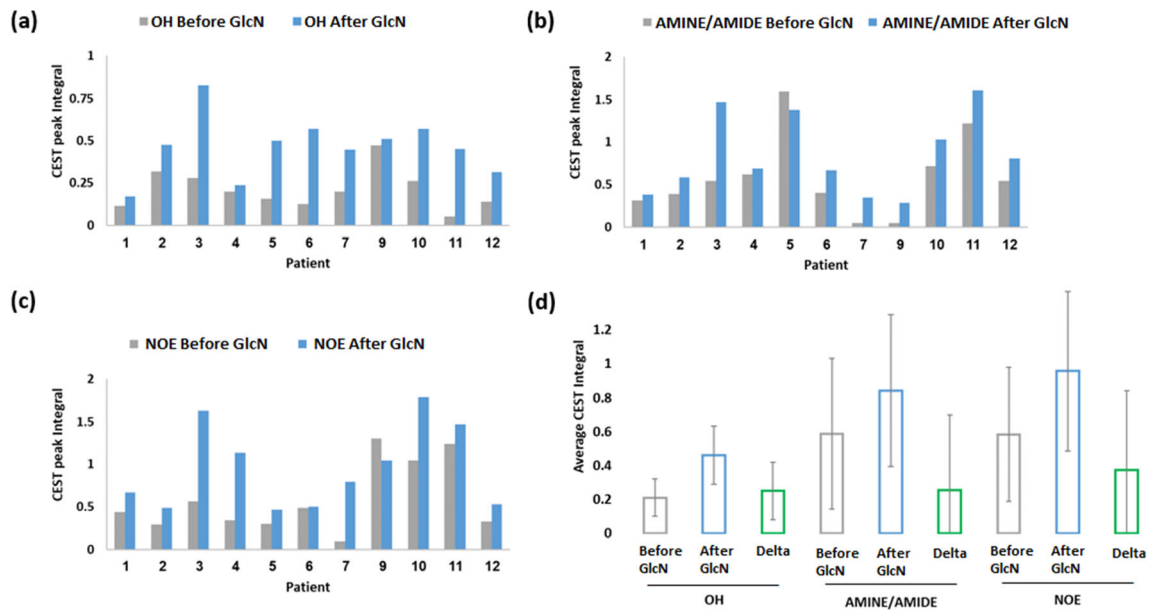 (a)
OH Before GlcN OH After GlcN
CEST peak Integral
1
0.75
0.5
0.25
0
1 2 3 4 5 6 7 9 10 11 12
Patient
(b)
AMINE/AMIDE Before GlcN AMINE/AMIDE After GlcN
CEST peak Integral
2
1.5
1
0.5
0
1 2 3 4 5 6 7 9 10 11 12
Patient
(c)
NOE Before GlcN NOE After GlcN
CEST peak Integral
2
1.5
1
0.5
0
1 2 3 4 5 6 7 9 10 11 12
Patient
(d)
Average CEST Integral
1.2
1
0.8
0.6
0.4
0.2
0
Before After Delta Before After Delta Before After Delta
GlcN GlcN GlcN GlcN GlcN GlcN
OH AMINE/AMIDE NOE